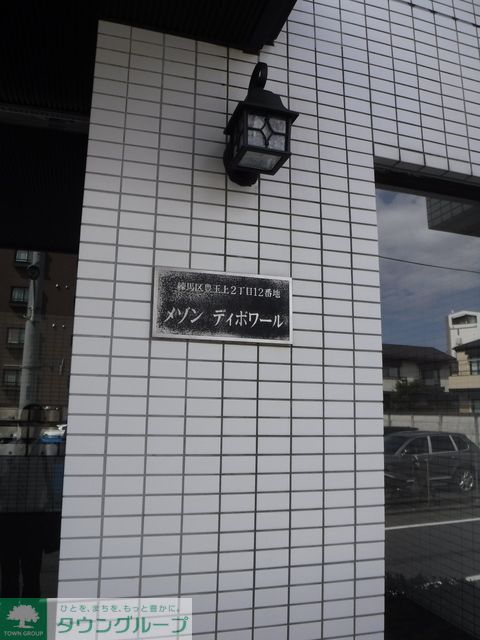 練馬区豊玉上2丁目12番地
メゾン ディボワール
ひとを、まちを、もっと豊かに。
タウングループ
TOWN GROUP